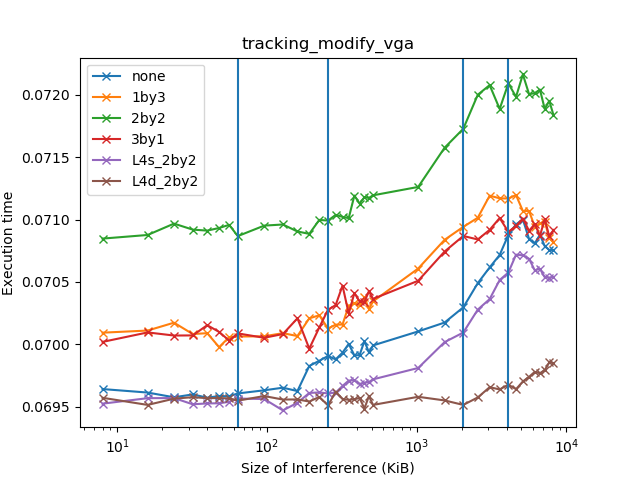 tracking_modify_vga
none
1by3
2by2
3by1
L4s_2by2
L4d_2by2
Execution time
0.0720
0.0715
0.0710
0.0705
0.0700
0.0695
10¹ 10² 10³ 10⁴
Size of Interference (KiB)